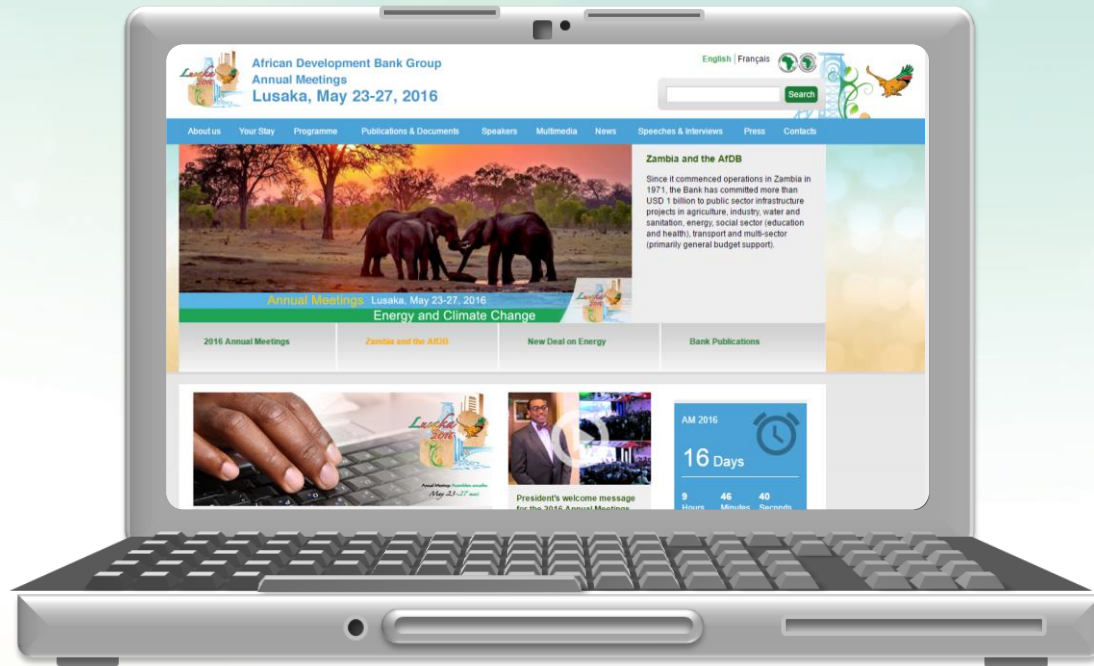 Lusaka
2016
African Development Bank Group
Annual Meetings
Lusaka, May 23-27, 2016
English | Français
Search
About us Your Stay Programme Publications & Documents Speakers Multimedia News Speeches & Interviews Press Contacts
Zambia and the AfDB
Since it commenced operations in Zambia in
1971, the Bank has committed more than
USD 1 billion to public sector infrastructure
projects in agriculture, industry, water and
sanitation, energy, social sector (education
and health), transport and multi-sector
(primarily general budget support).
Annual Meetings Lusaka, May 23-27, 2016
Energy and Climate Change
Lusaka
2016
2016 Annual Meetings Zambia and the AfDB New Deal on Energy Bank Publications
Lusaka
2016
May 23-27 mai
President's welcome message
for the 2016 Annual Meetings
AM 2016
16 Days
9 46 40
Hours Minutes Seconds